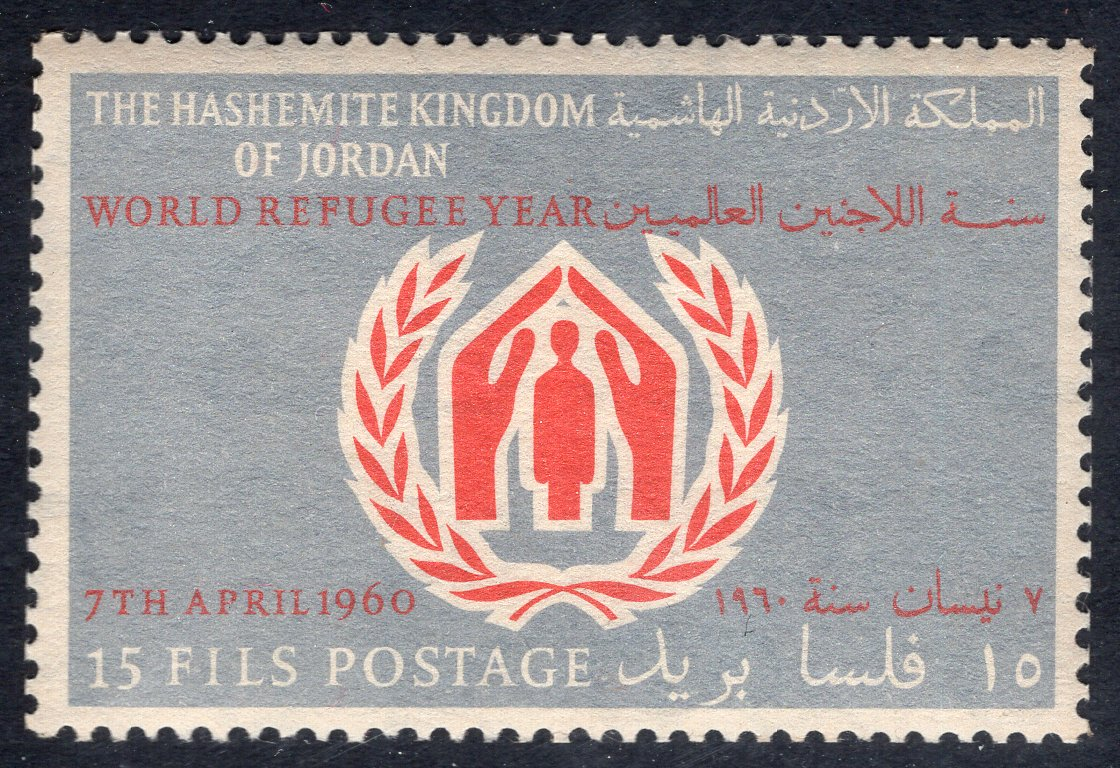 THE HASHEMITE KINGDOM المملكة الاردنية الهاشمية
OF JORDAN
WORLD REFUGEE YEAR سنة اللاجئين العالميين
7TH APRIL 1960 ٧ نيسان سنة ١٩٦٠
15 FILS POSTAGE ١٥ فلسا بريد